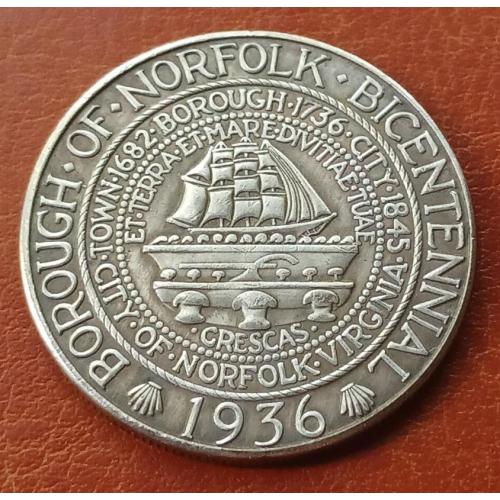 BOROUGH · OF · NORFOLK · BICENTENNIAL
1936
TOWN · 1682 · BOROUGH · 1736 · CITY · 1845 ·
CITY · OF · NORFOLK · VIRGINIA
ET · TERRA · ET · MARE · DIVITIAE · TUAE
· CRESCAS ·